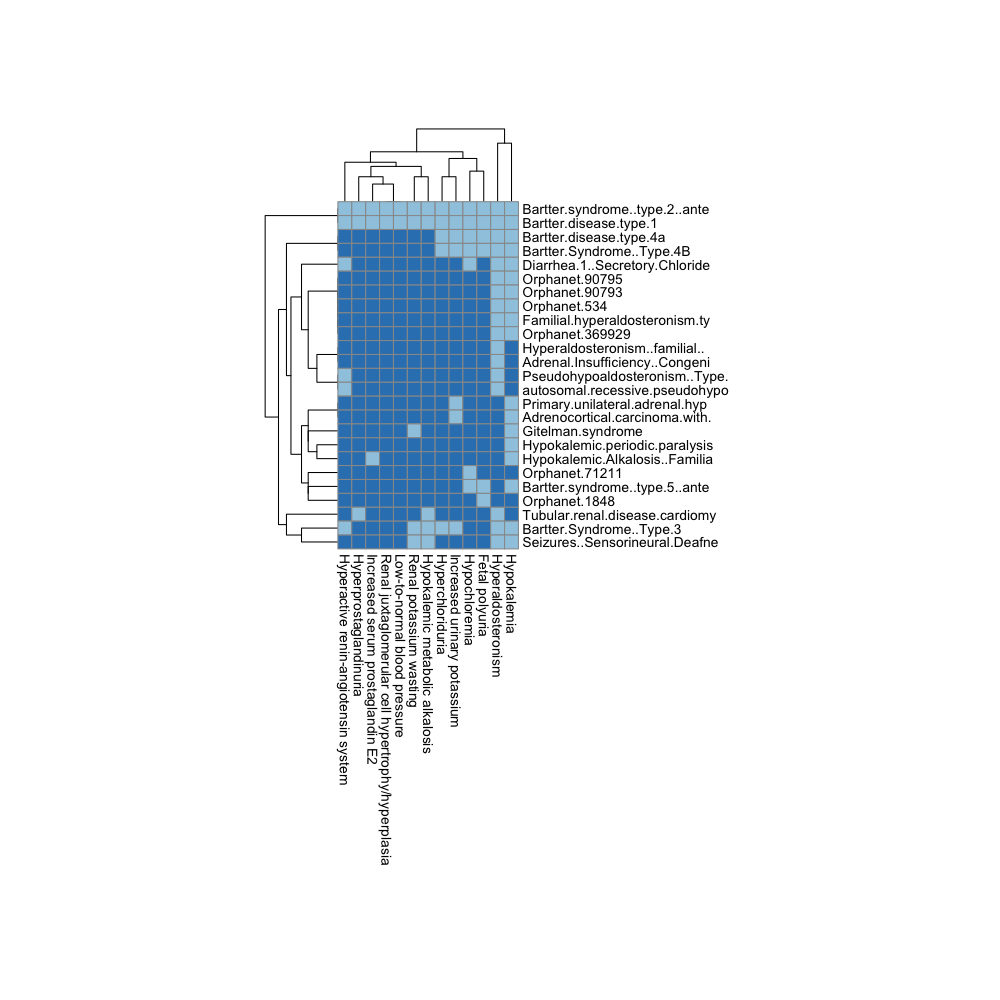 Bartter.syndrome..type.2..ante
Bartter.disease.type.1
Bartter.disease.type.4a
Bartter.Syndrome..Type.4B
Diarrhea.1..Secretory.Chloride
Orphanet.90795
Orphanet.90793
Orphanet.534
Familial.hyperaldosteronism.ty
Orphanet.369929
Hyperaldosteronism..familial..
Adrenal.Insufficiency..Congeni
Pseudohypoaldosteronism..Type.
autosomal.recessive.pseudohypo
Primary.unilateral.adrenal.hyp
Adrenocortical.carcinoma.with.
Gitelman.syndrome
Hypokalemic.periodic.paralysis
Hypokalemic.Alkalosis..Familia
Orphanet.71211
Bartter.syndrome..type.5..ante
Orphanet.1848
Tubular.renal.disease.cardiomy
Bartter.Syndrome..Type.3
Seizures..Sensorineural.Deafne
Hyperactive renin-angiotensin system
Hyperprostaglandinuria
Increased serum prostaglandin E2
Renal juxtaglomerular cell hypertrophy/hyperplasia
Low-to-normal blood pressure
Renal potassium wasting
Hypokalemic metabolic alkalosis
Hyperchloriduria
Increased urinary potassium
Hypochloremia
Fetal polyuria
Hyperaldosteronism
Hypokalemia